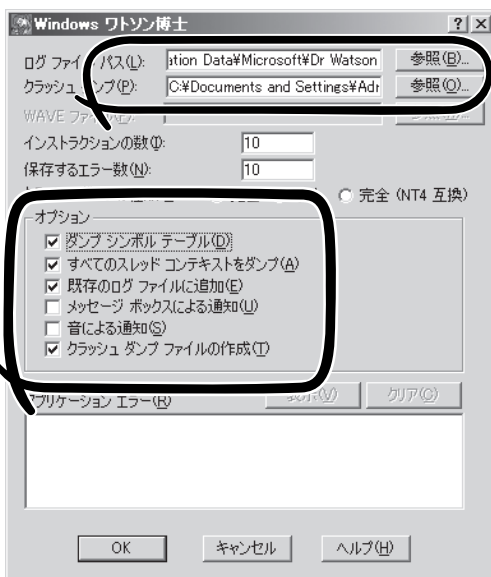 Windows ワトソン博士
ログ ファイル パス(L): ation Data¥Microsoft¥Dr Watson 参照(B)...
クラッシュ ダンプ(P): C:¥Documents and Settings¥Adr 参照(O)...
WAVE
インストラクションの数(I): 10
保存するエラー数(N): 10
完全 (NT4 互換)
オプション
ダンプ シンボル テーブル(D)
すべてのスレッド コンテキストをダンプ(A)
既存のログ ファイルに追加(E)
メッセージ ボックスによる通知(U)
音による通知(S)
クラッシュ ダンプ ファイルの作成(T)
アプリケーション エラー(R) 表示(V) クリア(C)
OK キャンセル ヘルプ(H)